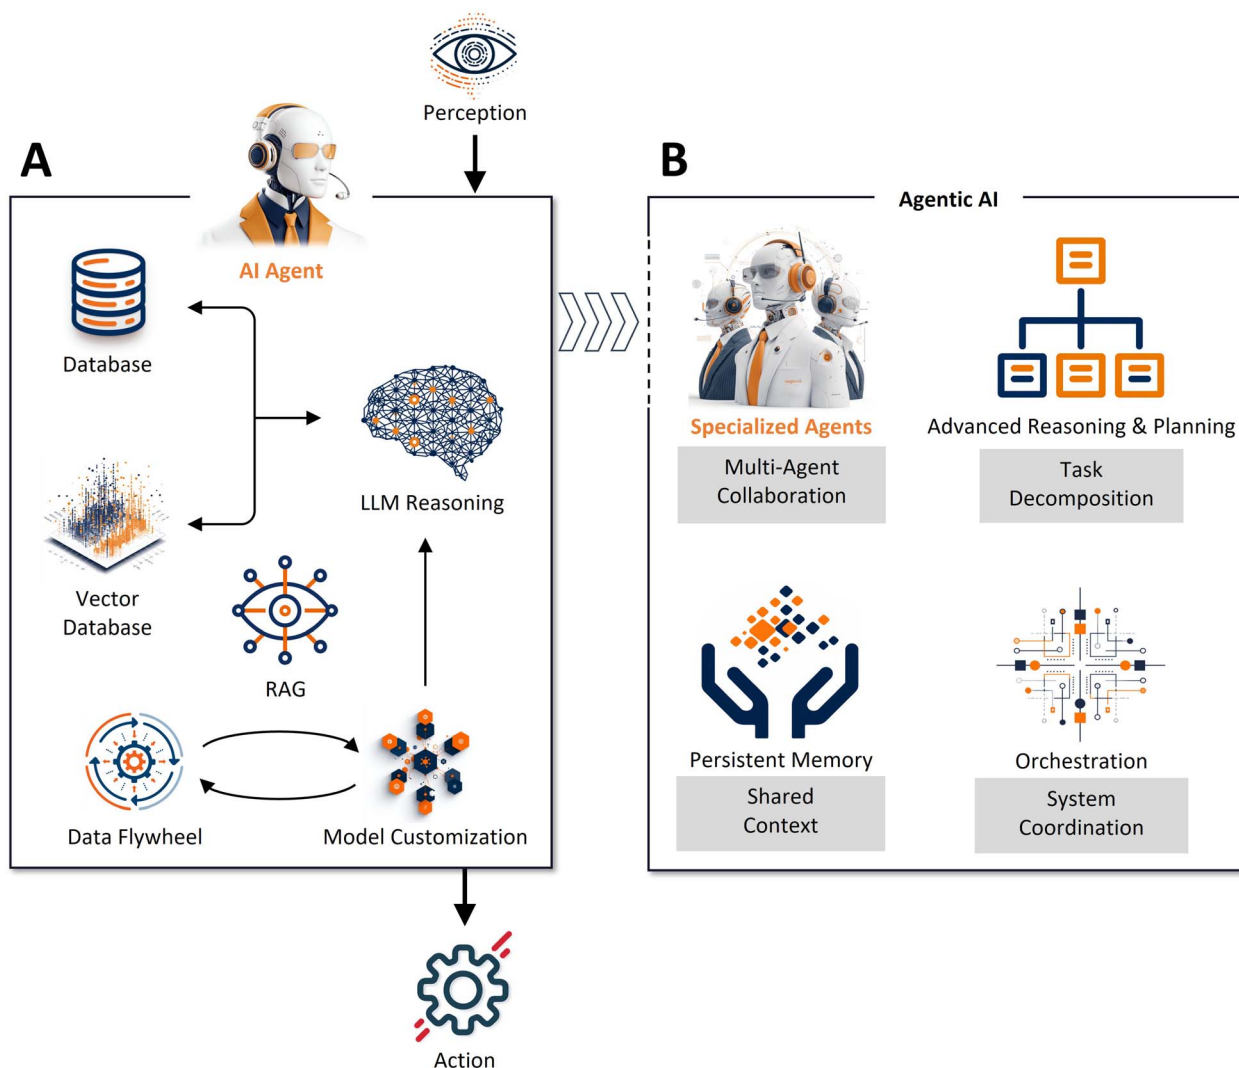 Perception
A
AI Agent
Database
LLM Reasoning
Vector
Database
RAG
Data Flywheel
Model Customization
Action
B
Agentic AI
Specialized Agents
Multi-Agent
Collaboration
Advanced Reasoning & Planning
Task
Decomposition
Persistent Memory
Shared
Context
Orchestration
System
Coordination